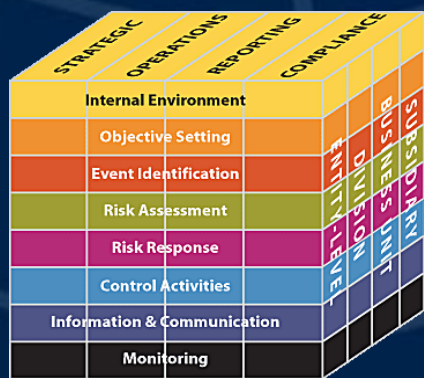 STRATEGIC
OPERATIONS
REPORTING
COMPLIANCE
Internal Environment
Objective Setting
Event Identification
Risk Assessment
Risk Response
Control Activities
Information & Communication
Monitoring
ENTITY-LEVEL
DIVISION
BUSINESS UNIT
SUBSIDIARY